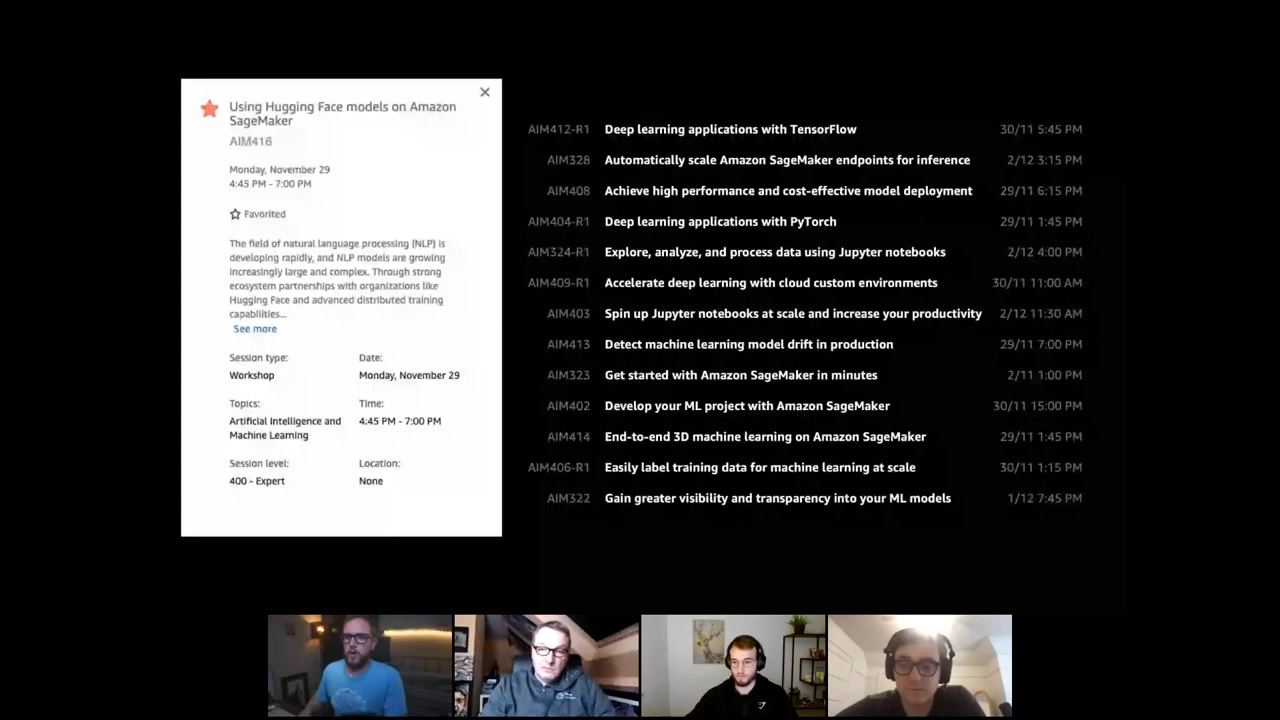 Using Hugging Face models on Amazon
SageMaker
AIM416
Monday, November 29
4:45 PM - 7:00 PM
Favorited
The field of natural language processing (NLP) is
developing rapidly, and NLP models are growing
increasingly large and complex. Through strong
ecosystem partnerships with organizations like
Hugging Face and advanced distributed training
capabilities...
See more
Session type: Date:
Workshop Monday, November 29
Topics: Time:
Artificial Intelligence and 4:45 PM - 7:00 PM
Machine Learning
Session level: Location:
400 - Expert None
AIM412-R1 Deep learning applications with TensorFlow 30/11 5:45 PM
AIM328 Automatically scale Amazon SageMaker endpoints for inference 2/12 3:15 PM
AIM408 Achieve high performance and cost-effective model deployment 29/11 6:15 PM
AIM404-R1 Deep learning applications with PyTorch 29/11 1:45 PM
AIM324-R1 Explore, analyze, and process data using Jupyter notebooks 2/12 4:00 PM
AIM409-R1 Accelerate deep learning with cloud custom environments 30/11 11:00 AM
AIM403 Spin up Jupyter notebooks at scale and increase your productivity 2/12 11:30 AM
AIM413 Detect machine learning model drift in production 29/11 7:00 PM
AIM323 Get started with Amazon SageMaker in minutes 2/11 1:00 PM
AIM402 Develop your ML project with Amazon SageMaker 30/11 15:00 PM
AIM414 End-to-end 3D machine learning on Amazon SageMaker 29/11 1:45 PM
AIM406-R1 Easily label training data for machine learning at scale 30/11 1:15 PM
AIM322 Gain greater visibility and transparency into your ML models 1/12 7:45 PM